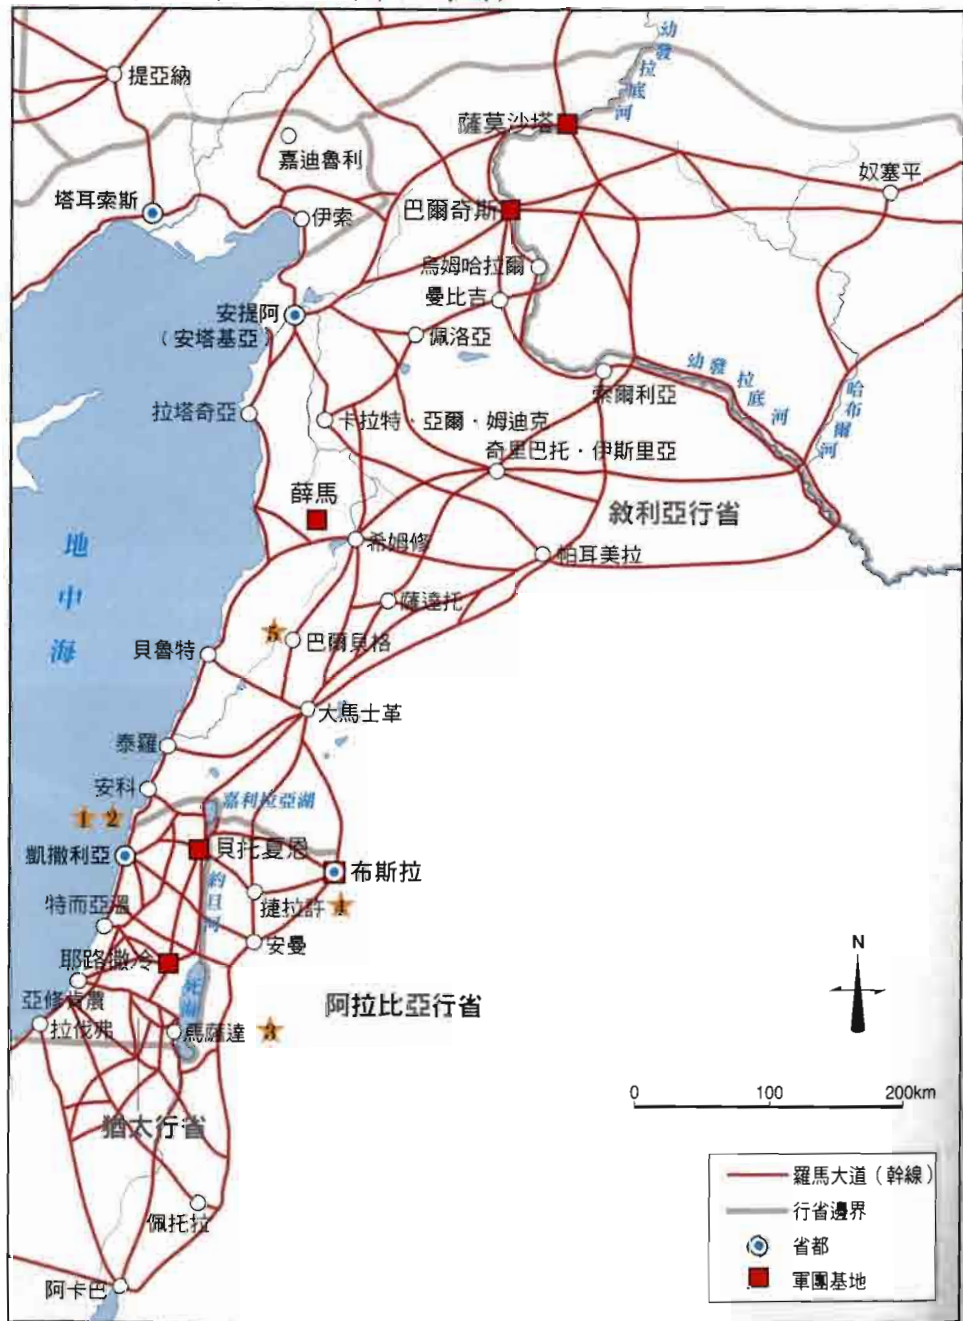 幼發拉底河
提亞納
薩莫沙塔
嘉迪魯利
奴塞平
塔耳索斯
伊索
巴爾奇斯
烏姆哈拉爾
曼比吉
安提阿
（安塔基亞）
佩洛亞
幼發拉底河
哈布爾河
索爾利亞
拉塔奇亞
卡拉特·亞爾·姆迪克
奇里巴托·伊斯里亞
薛馬
敘利亞行省
地中海
希姆修
帕耳美拉
薩達托
5
巴爾貝格
貝魯特
大馬士革
泰羅
安科
嘉利拉亞湖
1 2
凱撒利亞
貝托夏恩
布斯拉
約旦河
特而亞溫
捷拉許
4
安曼
耶路撒冷
死湖
亞修肯農
阿拉比亞行省
拉伐弗
馬薩達
3
N
0 100 200km
猶太行省
佩托拉
阿卡巴
羅馬大道（幹線）
行省邊界
省都
軍團基地